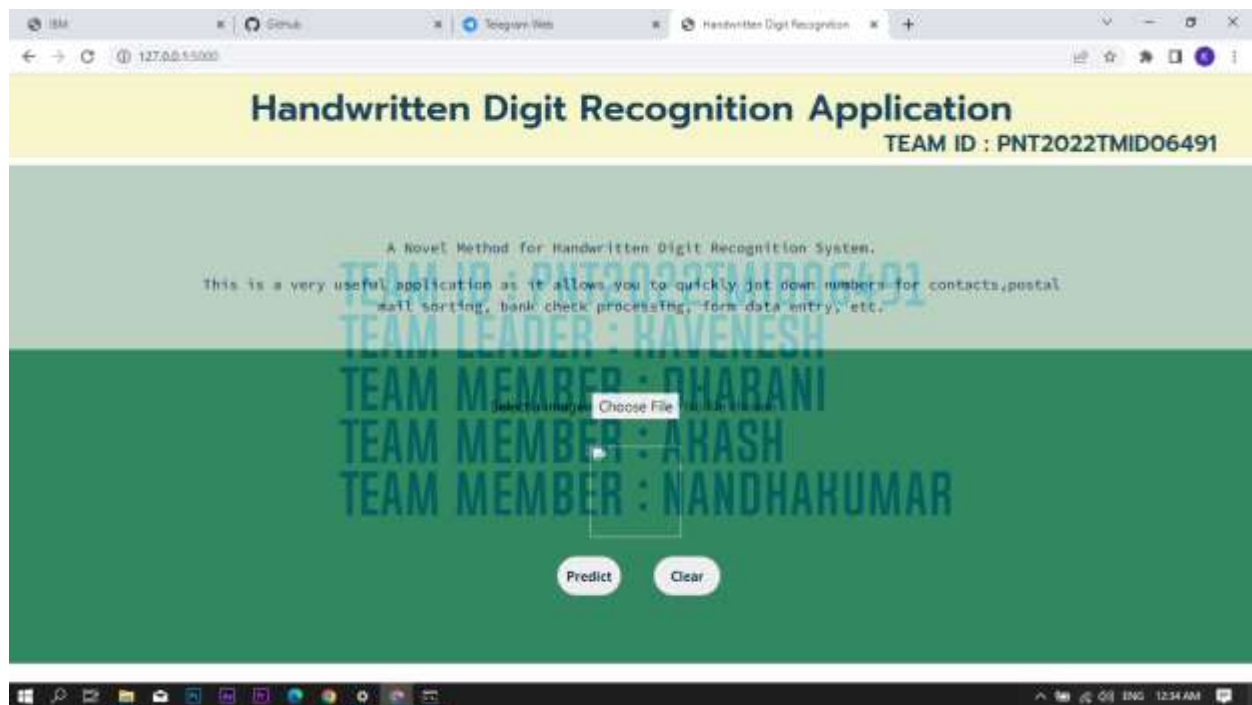 IBM
GitHub
Telegram Web
Handwritten Digit Recognition
127.0.0.1:5000
K
Handwritten Digit Recognition Application
TEAM ID : PNT2022TMID06491
A Novel Method for Handwritten Digit Recognition System.
This is a very useful application as it allows you to quickly jot down numbers for contacts,postal
mail sorting, bank check processing, form data entry, etc.
TEAM ID : PNT2022TMID06491
TEAM LEADER : KAVENESH
TEAM MEMBER : DHARANI
Choose File
TEAM MEMBER : AKASH
TEAM MEMBER : NANDHAKUMAR
Predict
Clear
ENG
12:34 AM